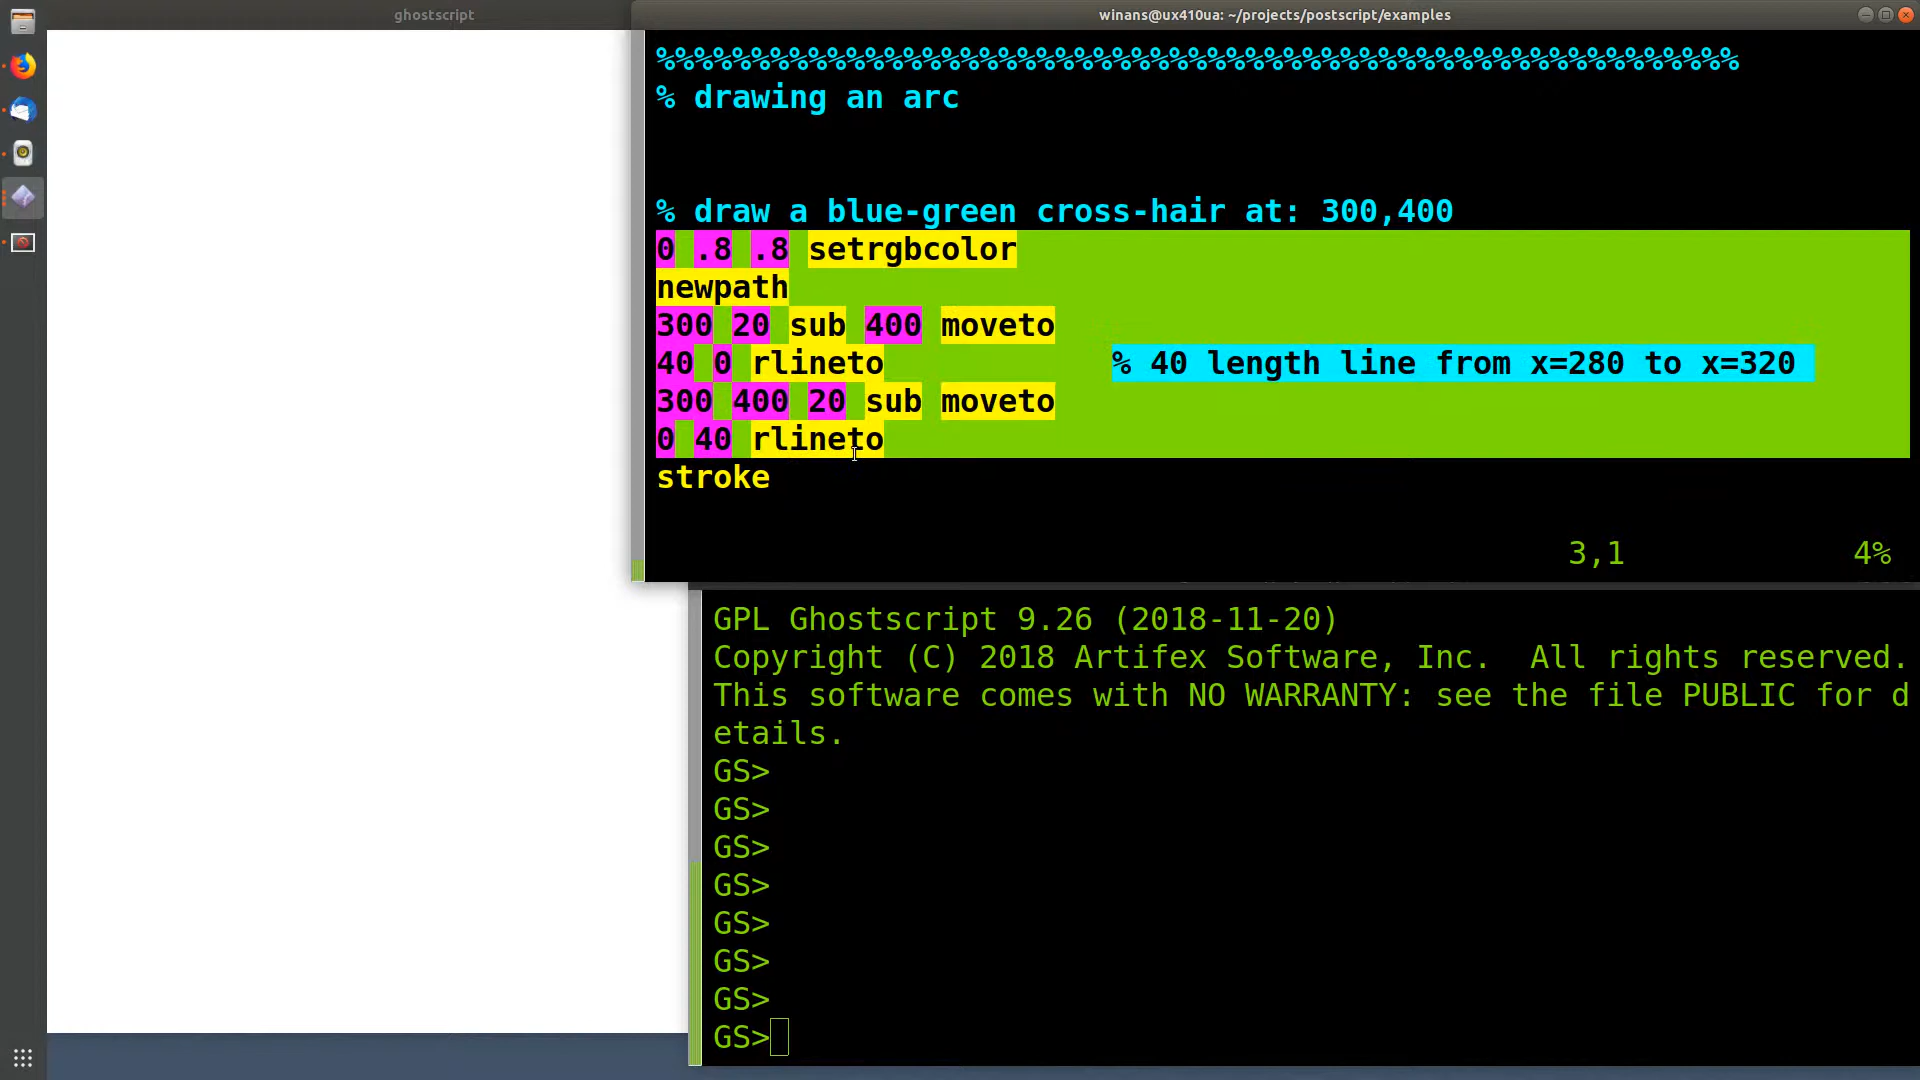 ghostscript
winans@ux410ua: ~/projects/postscript/examples
%%%%%%%%%%%%%%%%%%%%%%%%%%%%%%%%%%%%%%%%%%%%%%%%%%%%%%%%%
% drawing an arc
% draw a blue-green cross-hair at: 300,400
0 .8 .8 setrgbcolor
newpath
300 20 sub 400 moveto
40 0 rlineto % 40 length line from x=280 to x=320
300 400 20 sub moveto
0 40 rlineto
stroke
3,1 4%
GPL Ghostscript 9.26 (2018-11-20)
Copyright (C) 2018 Artifex Software, Inc.  All rights reserved.
This software comes with NO WARRANTY: see the file PUBLIC for d
etails.
GS>
GS>
GS>
GS>
GS>
GS>
GS>
GS>